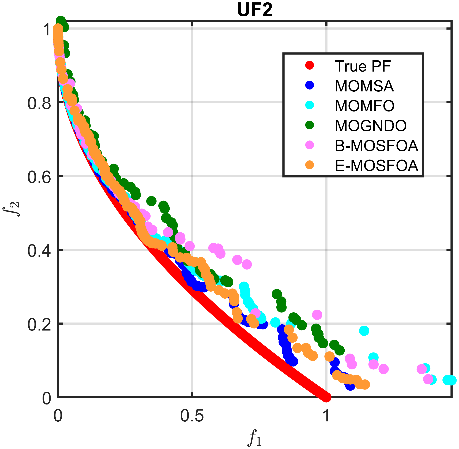 UF2
1
0.8
0.6
0.4
0.2
0
f2
True PF
MOMSA
MOMFO
MOGNDO
B-MOSFOA
E-MOSFOA
0 0.5 1
f1